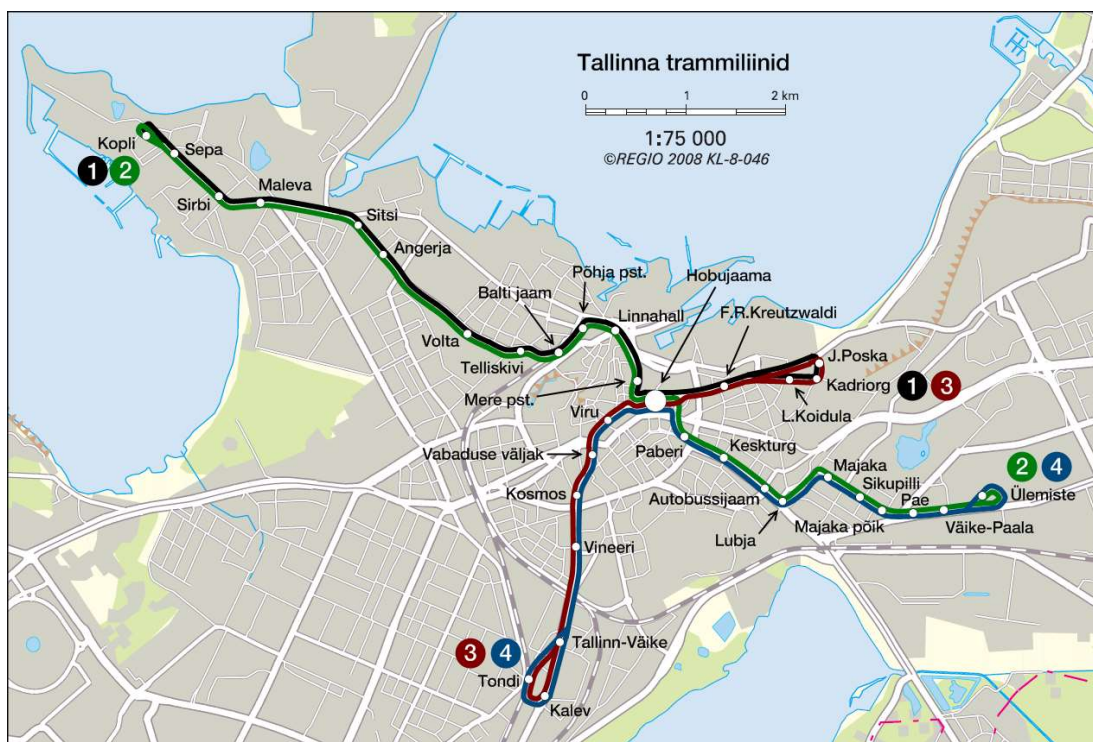 Tallinna trammiliinid
0 1 2 km
1:75 000
©REGIO 2008 KL-8-046
Kopli
Sepa
1 2
Sirbi
Maleva
Sitsi
Angerja
Põhja pst.
Hobujaama
Balti jaam
Linnahall
F.R.Kreutzwaldi
Volta
Telliskivi
J.Poska
Kadriorg
1 3
Mere pst.
L.Koidula
Viru
Vabaduse väljak
Paberi
Keskturg
Majaka
2 4
Kosmos
Autobussijaam
Sikupilli
Pae
Ülemiste
Lubja
Majaka põik
Väike-Paala
Vineeri
Tallinn-Väike
3 4
Tondi
Kalev